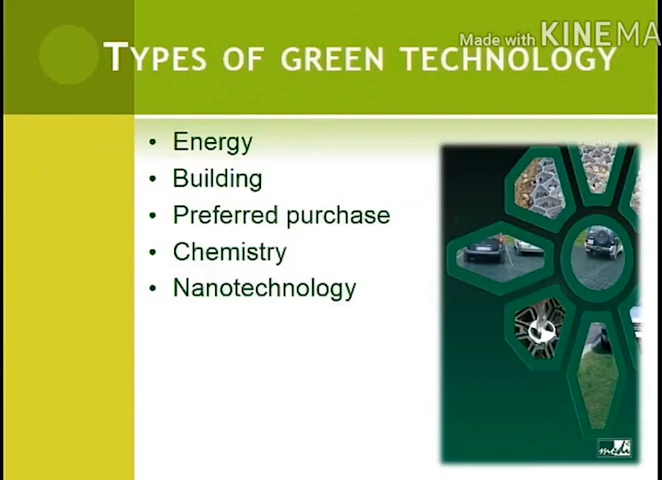 Made with KINEMA
TYPES OF GREEN TECHNOLOGY
• Energy
• Building
• Preferred purchase
• Chemistry
• Nanotechnology